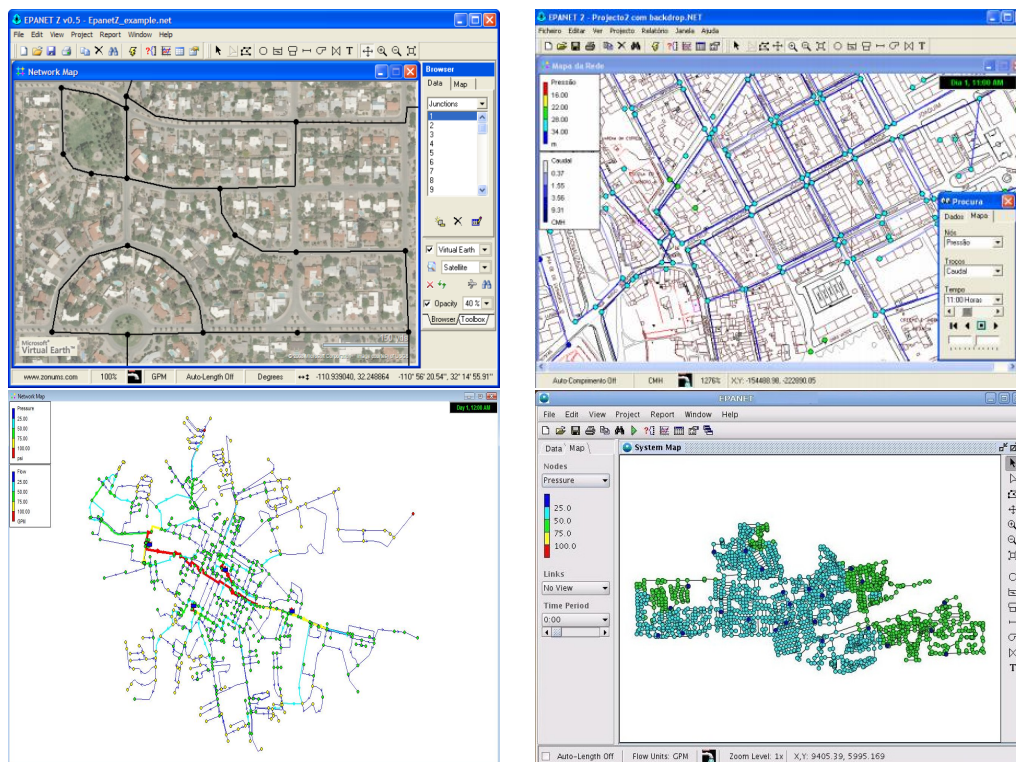 EPANET Z v0.5 - EpanetZ_example.net
File Edit View Project Report Window Help
Network Map
Microsoft®
Virtual Earth™
Browser
Data Map
Junctions
1
2
3
4
5
6
7
8
9
Virtual Earth
Satellite
Opacity 40 %
Browser Toolbox
www.zonums.com 100% GPM Auto-Length Off Degrees -110.939040, 32.248864 -110° 56' 20.54", 32° 14' 55.91"
EPANET 2 - Projecto2 com backdrop.NET
Ficheiro Editar Ver Projecto Relatório Janela Ajuda
Mapa da Rede
Pressão
16.00
22.00
28.00
34.00
m
Caudal
0.37
1.55
3.56
9.31
CMH
Dia 1, 11:00 AM
Procura
Dados Mapa
Nós
Pressão
Troços
Caudal
Tempo
11:00 Horas
Auto Comprimento Off CMH 1276% X,Y: -154488.98, -222890.05
Network Map
Pressure
25.00
50.00
75.00
100.00
psi
Flow
25.00
50.00
75.00
100.00
GPM
Day 1, 12:00 AM
EPANET
File Edit View Project Report Window Help
Data Map
System Map
Nodes
Pressure
25.0
50.0
75.0
100.0
Links
No View
Time Period
0:00
Auto-Length Off Flow Units: GPM Zoom Level: 1x X,Y: 9405.39, 5995.169